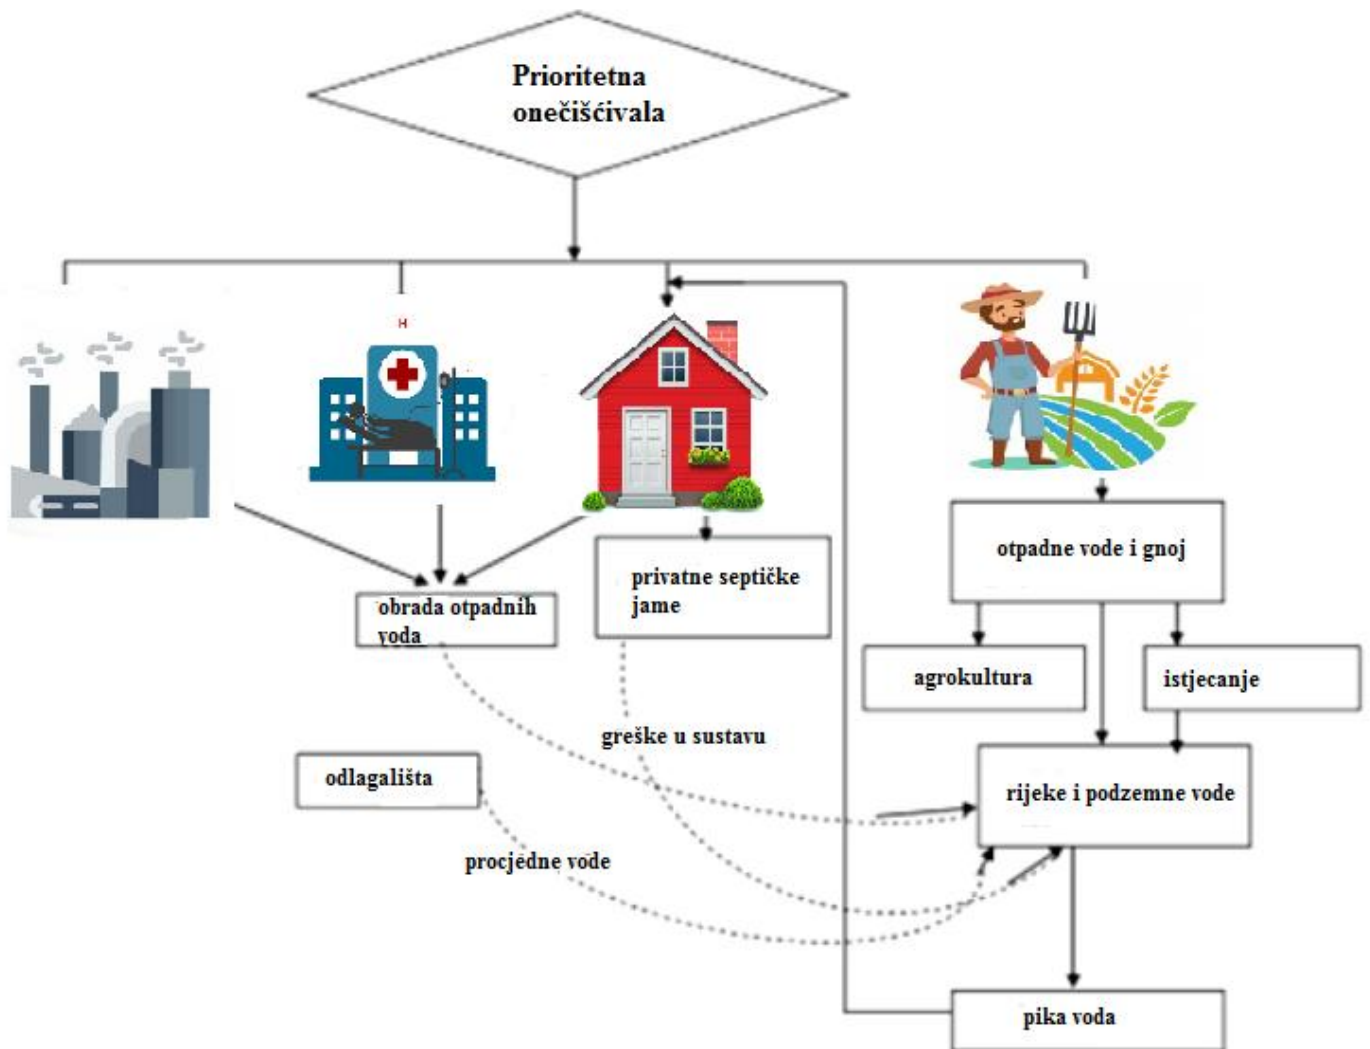 Prioritetna
onečišćivala
H
otpadne vode i gnoj
privatne septičke
jame
obrada otpadnih
voda
agrokultura
istjecanje
greške u sustavu
odlagališta
rijeke i podzemne vode
procjedne vode
pika voda